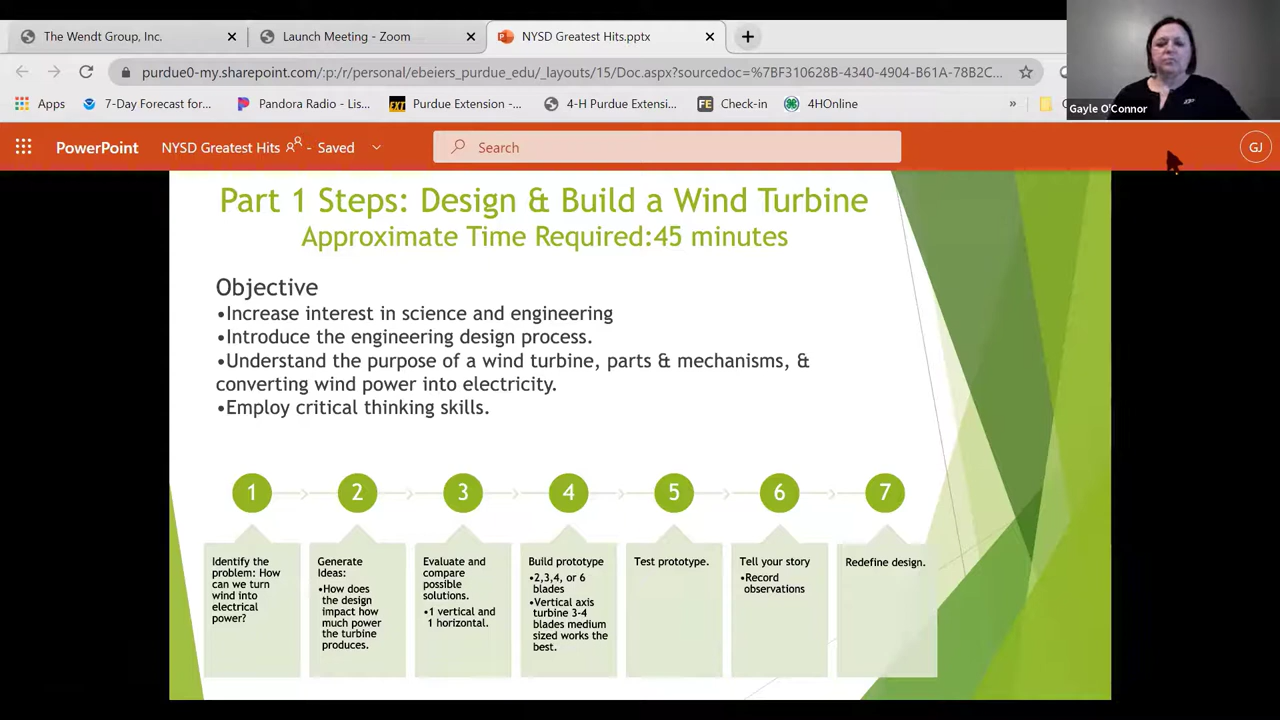 The Wendt Group, Inc.
Launch Meeting - Zoom
NYSD Greatest Hits.pptx
purdue0-my.sharepoint.com/:p:/r/personal/ebeiers_purdue_edu/_layouts/15/Doc.aspx?sourcedoc=%7BF310628B-4340-4904-B61A-78B2C...
Apps
7-Day Forecast for...
Pandora Radio - Lis...
EXT
Purdue Extension -...
4-H Purdue Extensi...
FE
Check-in
4HOnline
»
Gayle O'Connor
PowerPoint
NYSD Greatest Hits - Saved
Search
GJ
Part 1 Steps: Design & Build a Wind Turbine
Approximate Time Required:45 minutes
Objective
•Increase interest in science and engineering
•Introduce the engineering design process.
•Understand the purpose of a wind turbine, parts & mechanisms, &
converting wind power into electricity.
•Employ critical thinking skills.
1
Identify the
problem: How
can we turn
wind into
electrical
power?
2
Generate
Ideas:
•How does
the design
impact how
much power
the turbine
produces.
3
Evaluate and
compare
possible
solutions.
•1 vertical and
1 horizontal.
4
Build prototype
•2,3,4, or 6
blades
•Vertical axis
turbine 3-4
blades medium
sized works the
best.
5
Test prototype.
6
Tell your story
•Record
observations
7
Redefine design.